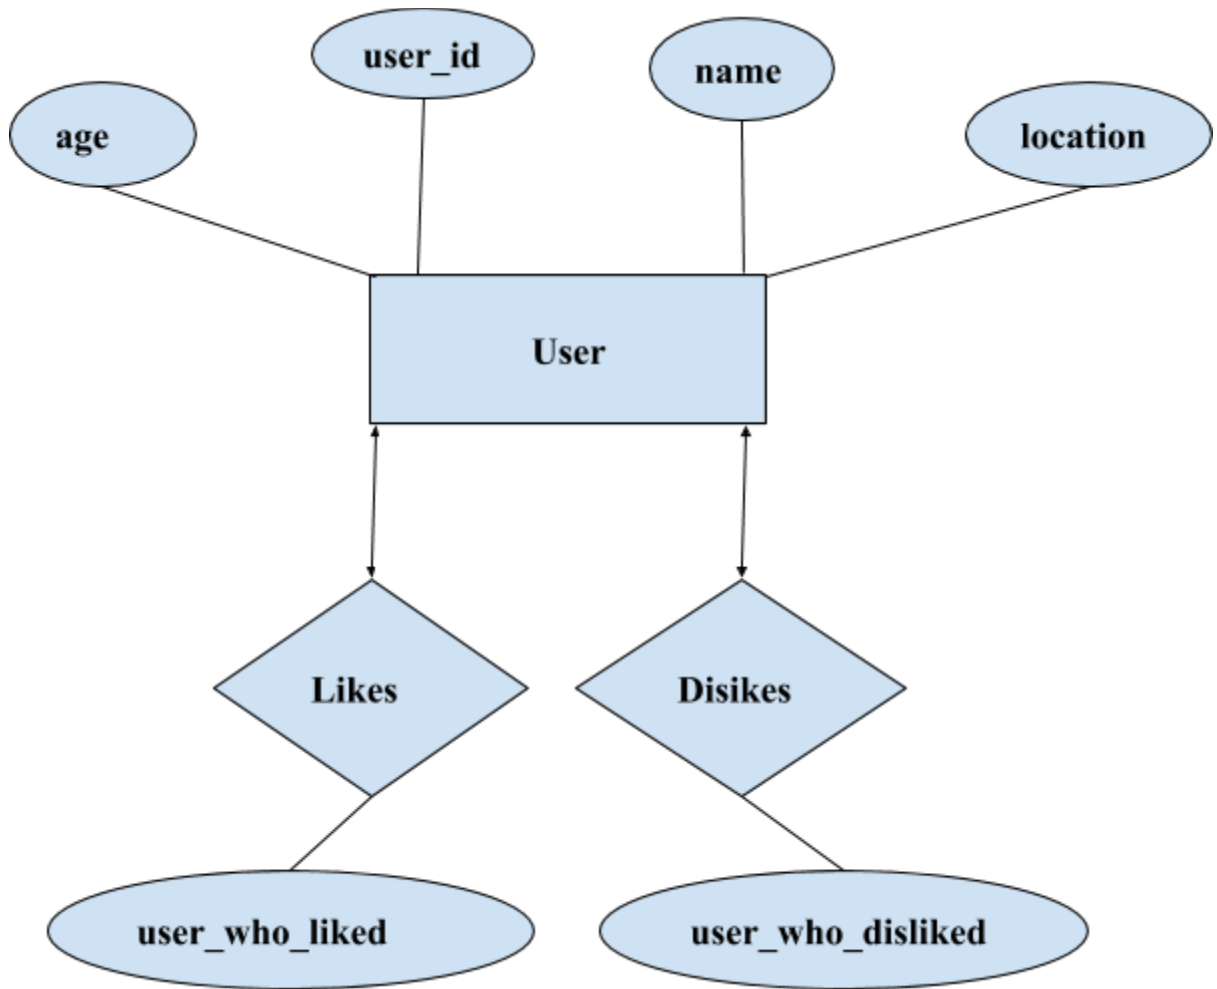 user_id
name
age
location
User
Likes
Disikes
user_who_liked
user_who_disliked